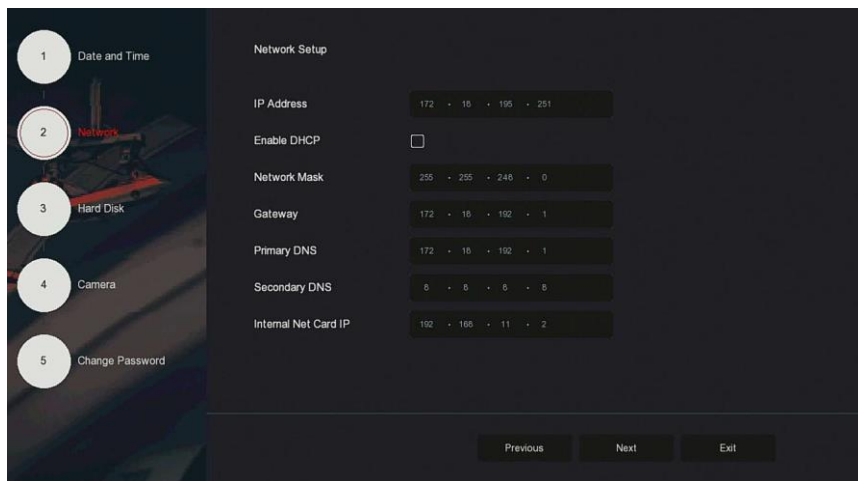 1 Date and Time
2 Network
3 Hard Disk
4 Camera
5 Change Password
Network Setup
IP Address 172 . 16 . 195 . 251
Enable DHCP
Network Mask 255 . 255 . 248 . 0
Gateway 172 . 16 . 192 . 1
Primary DNS 172 . 16 . 192 . 1
Secondary DNS 8 . 8 . 8 . 8
Internal Net Card IP 192 . 168 . 11 . 2
Previous Next Exit